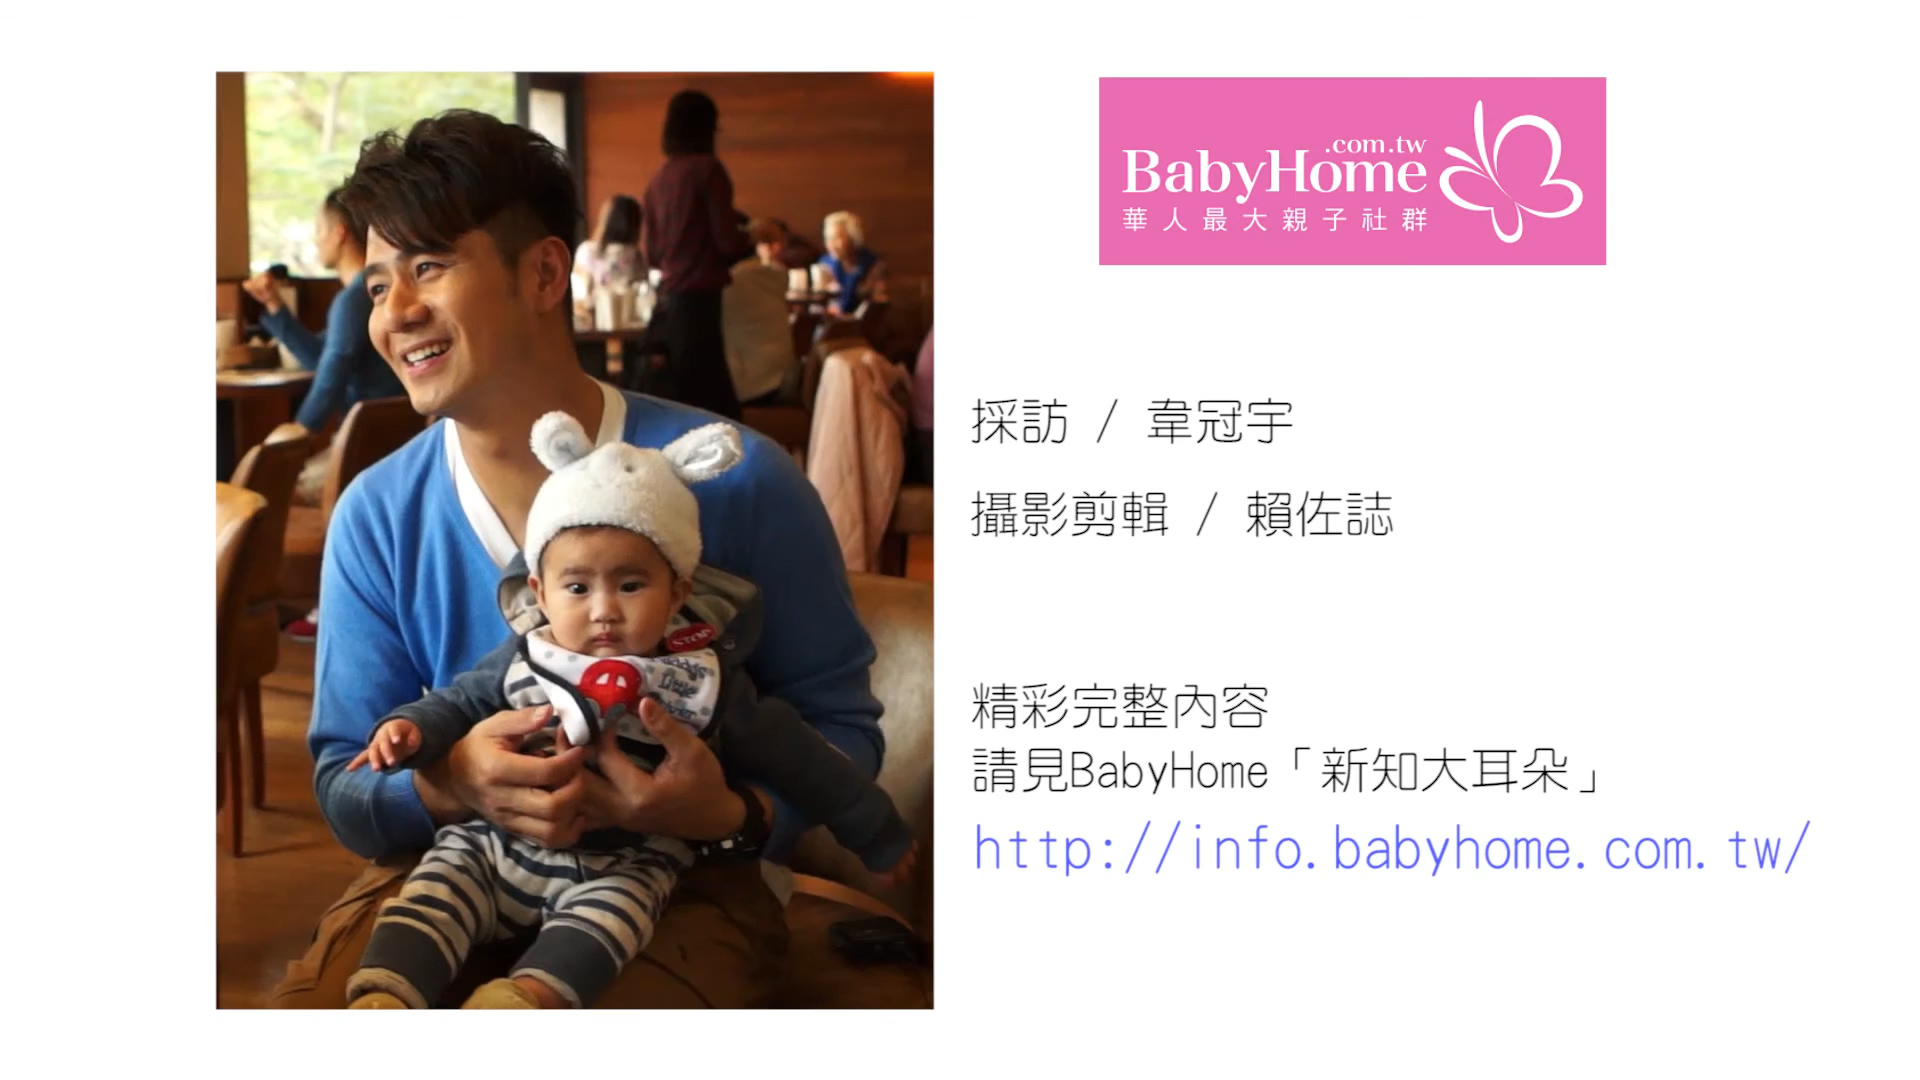 .com.tw
BabyHome
華人最大親子社群
採訪 / 韋冠宇
攝影剪輯 / 賴佐誌
精彩完整內容
請見BabyHome「新知大耳朵」
http://info.babyhome.com.tw/
STOP
Little